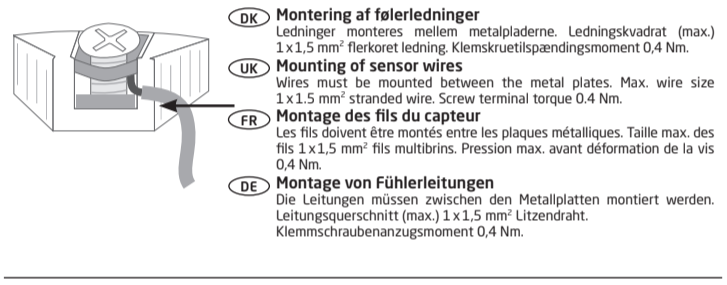 DK Montering af følerledninger
Ledninger monteres mellem metalpladerne. Ledningskvadrat (max.)
1 x 1,5 mm² flerkoret ledning. Klemskruetilspændingsmoment 0,4 Nm.
UK Mounting of sensor wires
Wires must be mounted between the metal plates. Max. wire size
1 x 1.5 mm² stranded wire. Screw terminal torque 0.4 Nm.
FR Montage des fils du capteur
Les fils doivent être montés entre les plaques métalliques. Taille max. des
fils 1 x 1,5 mm² fils multibrins. Pression max. avant déformation de la vis
0,4 Nm.
DE Montage von Fühlerleitungen
Die Leitungen müssen zwischen den Metallplatten montiert werden.
Leitungsquerschnitt (max.) 1 x 1,5 mm² Litzendraht.
Klemmschraubenanzugsmoment 0,4 Nm.